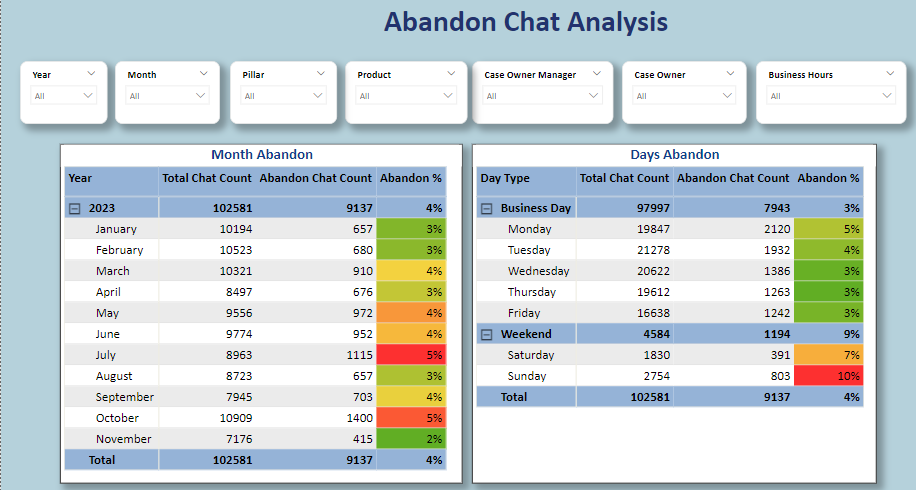 Abandon Chat Analysis
Year Month Pillar Product Case Owner Manager Case Owner Business Hours
All All All All All All All
Month Abandon
Year Total Chat Count Abandon Chat Count Abandon %
2023 102581 9137 4%
January 10194 657 3%
February 10523 680 3%
March 10321 910 4%
April 8497 676 3%
May 9556 972 4%
June 9774 952 4%
July 8963 1115 5%
August 8723 657 3%
September 7945 703 4%
October 10909 1400 5%
November 7176 415 2%
Total 102581 9137 4%
Days Abandon
Day Type Total Chat Count Abandon Chat Count Abandon %
Business Day 97997 7943 3%
Monday 19847 2120 5%
Tuesday 21278 1932 4%
Wednesday 20622 1386 3%
Thursday 19612 1263 3%
Friday 16638 1242 3%
Weekend 4584 1194 9%
Saturday 1830 391 7%
Sunday 2754 803 10%
Total 102581 9137 4%